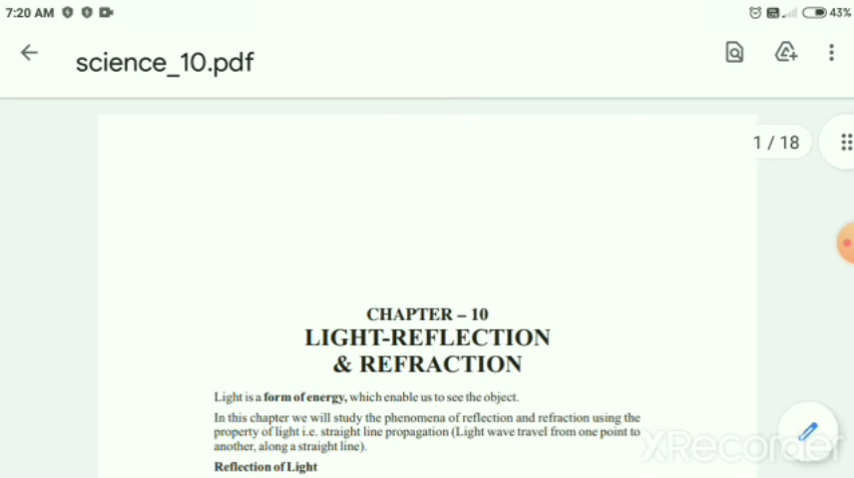 7:20 AM
43%
science_10.pdf
1 / 18
CHAPTER – 10
LIGHT-REFLECTION
& REFRACTION
Light is a form of energy, which enable us to see the object.
In this chapter we will study the phenomena of reflection and refraction using the
property of light i.e. straight line propagation (Light wave travel from one point to
another, along a straight line).
Reflection of Light
XRecorder